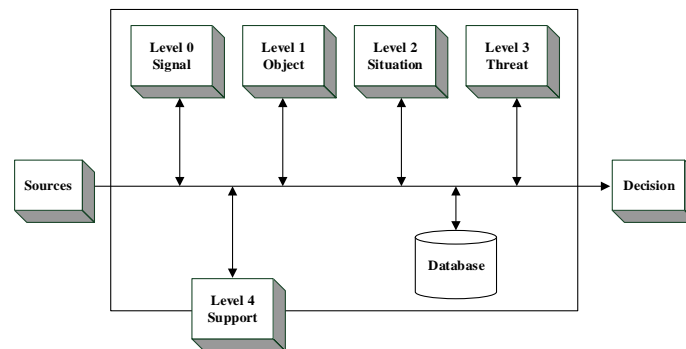 Level 0
Signal
Level 1
Object
Level 2
Situation
Level 3
Threat
Sources
Decision
Database
Level 4
Support